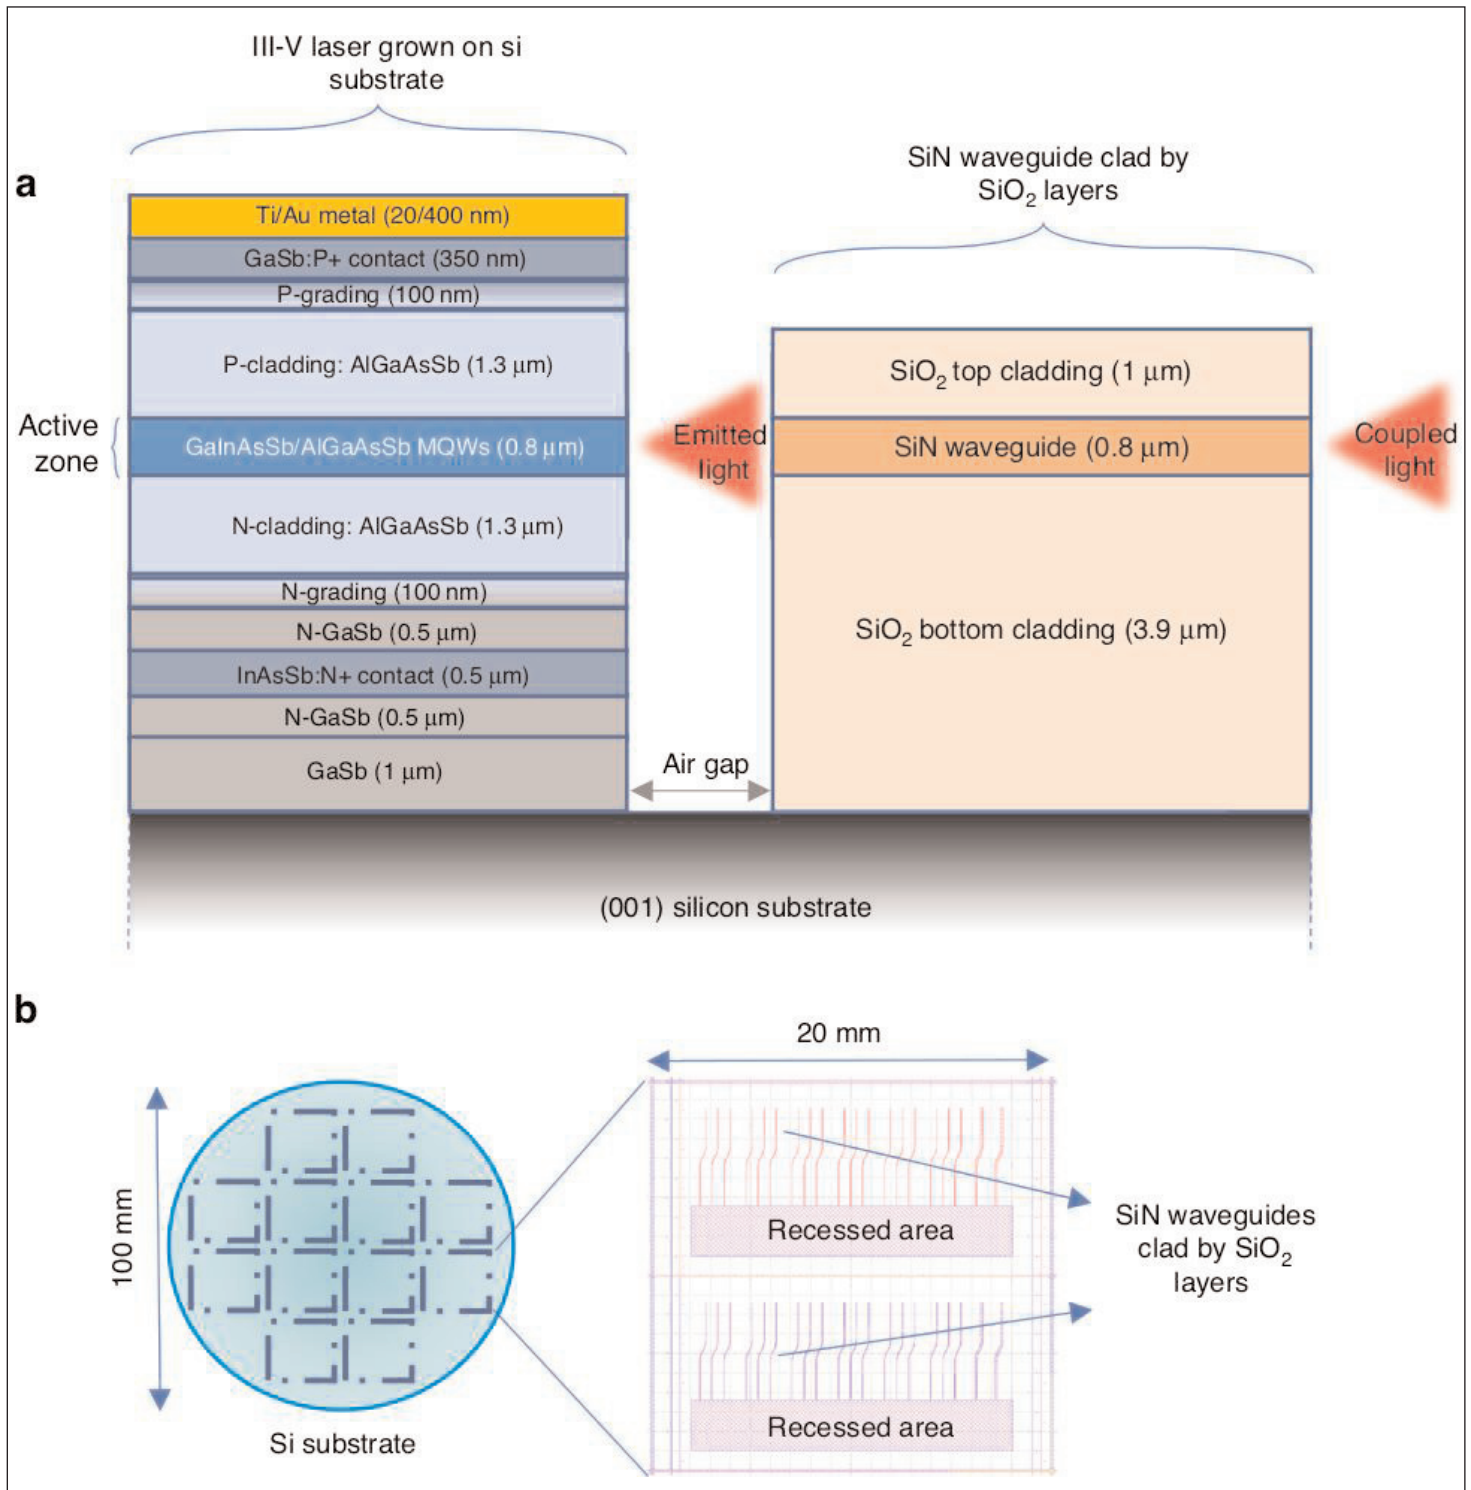 III-V laser grown on si
substrate
SiN waveguide clad by
SiO2 layers
a
Ti/Au metal (20/400 nm)
GaSb:P+ contact (350 nm)
P-grading (100 nm)
P-cladding: AlGaAsSb (1.3 μm)
Active
zone
GaInAsSb/AlGaAsSb MQWs (0.8 μm)
N-cladding: AlGaAsSb (1.3 μm)
N-grading (100 nm)
N-GaSb (0.5 μm)
InAsSb:N+ contact (0.5 μm)
N-GaSb (0.5 μm)
GaSb (1 μm)
Emitted
light
SiO2 top cladding (1 μm)
SiN waveguide (0.8 μm)
SiO2 bottom cladding (3.9 μm)
Coupled
light
Air gap
(001) silicon substrate
b
100 mm
Si substrate
20 mm
Recessed area
Recessed area
SiN waveguides
clad by SiO2
layers